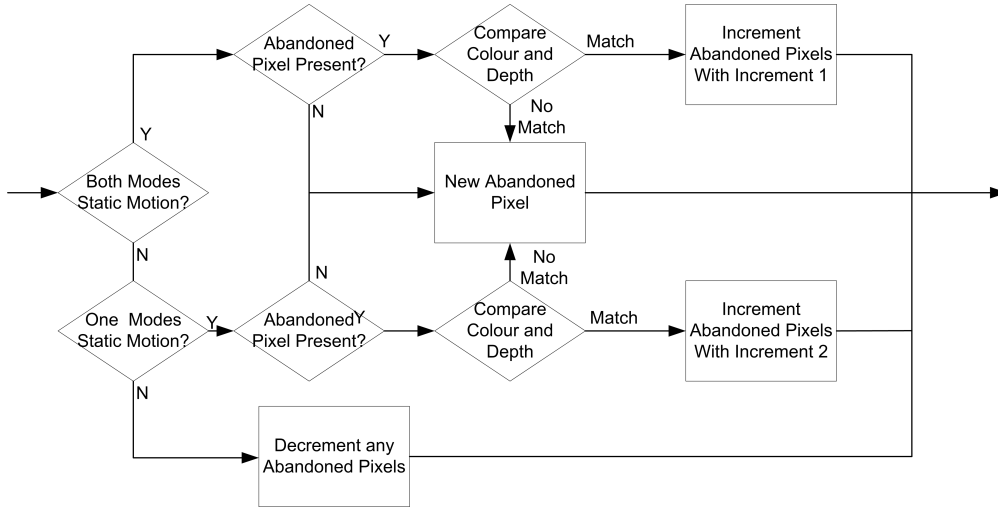 Abandoned
Pixel Present?
Y
Compare
Colour and
Depth
Match
Increment
Abandoned Pixels
With Increment 1
N
No
Match
Y
Both Modes
Static Motion?
New Abandoned
Pixel
N
N
No
Match
One  Modes
Static Motion?
Y
Abandoned
Pixel Present?
Y
Compare
Colour and
Depth
Match
Increment
Abandoned Pixels
With Increment 2
N
Decrement any
Abandoned Pixels